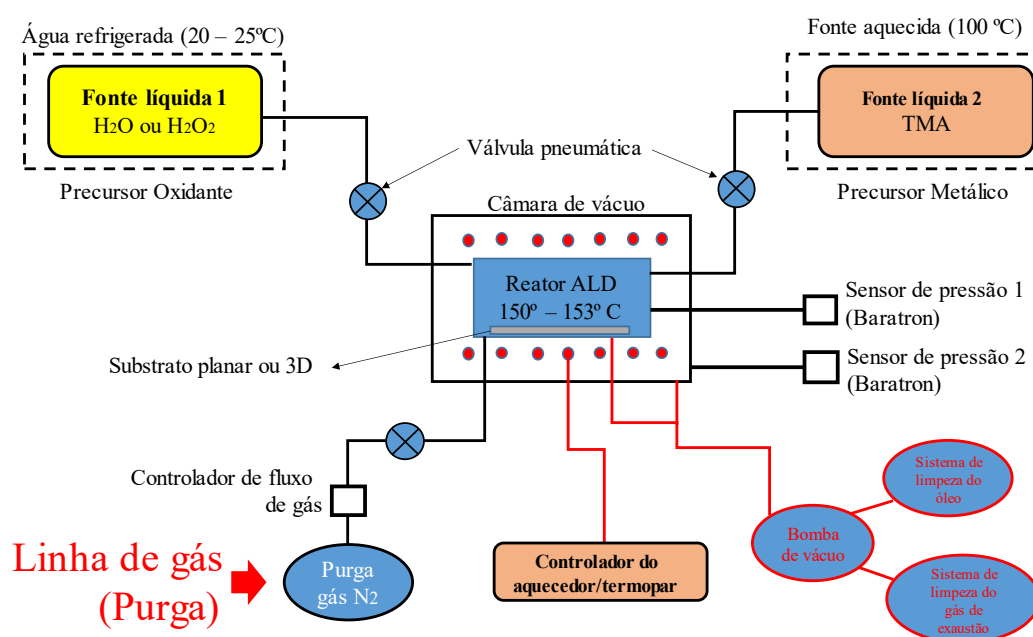 Água refrigerada (20 – 25ºC)
Fonte aquecida (100 ºC)
Fonte líquida 1
H2O ou H2O2
Fonte líquida 2
TMA
Válvula pneumática
Precursor Oxidante
Precursor Metálico
Câmara de vácuo
Reator ALD
150º – 153º C
Sensor de pressão 1
(Baratron)
Substrato planar ou 3D
Sensor de pressão 2
(Baratron)
Controlador de fluxo
de gás
Sistema de
limpeza do
óleo
Linha de gás
(Purga)
Purga
gás N2
Controlador do
aquecedor/termopar
Bomba
de vácuo
Sistema de
limpeza do
gás de
exaustão